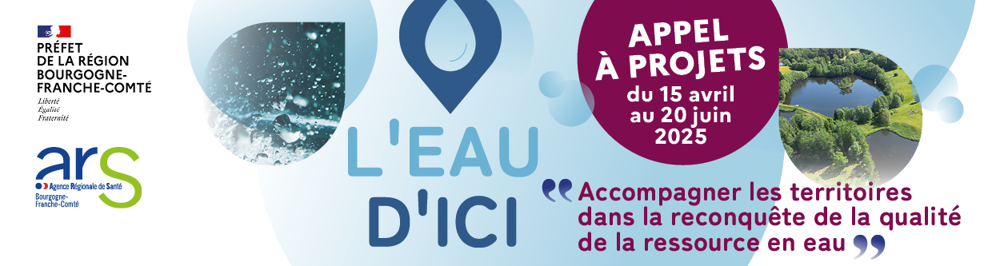 PRÉFET
DE LA RÉGION
BOURGOGNE-
FRANCHE-COMTÉ
Liberté
Égalité
Fraternité
ars
Agence Régionale de Santé
Bourgogne-
Franche-Comté
L'EAU
D'ICI
APPEL
À PROJETS
du 15 avril
au 20 juin
2025
“ Accompagner les territoires
dans la reconquête de la qualité
de la ressource en eau ”